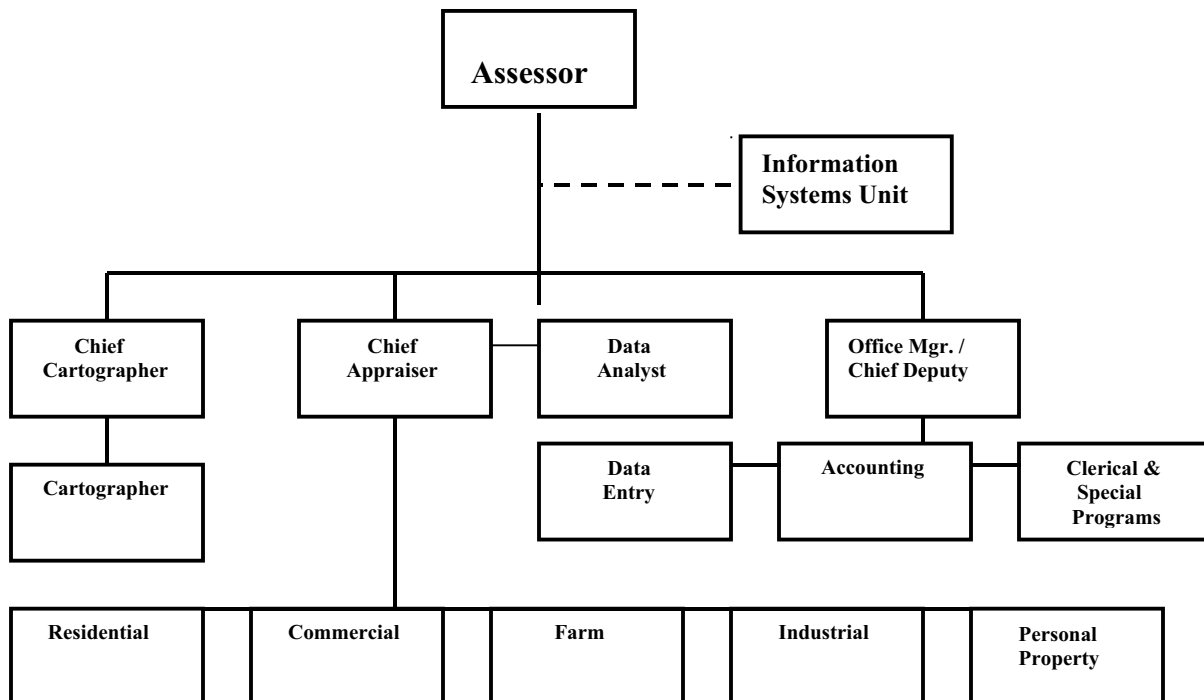 Assessor
Information
Systems Unit
Chief
Cartographer
Chief
Appraiser
Data
Analyst
Office Mgr. /
Chief Deputy
Cartographer
Data
Entry
Accounting
Clerical &
Special
Programs
Residential
Commercial
Farm
Industrial
Personal
Property